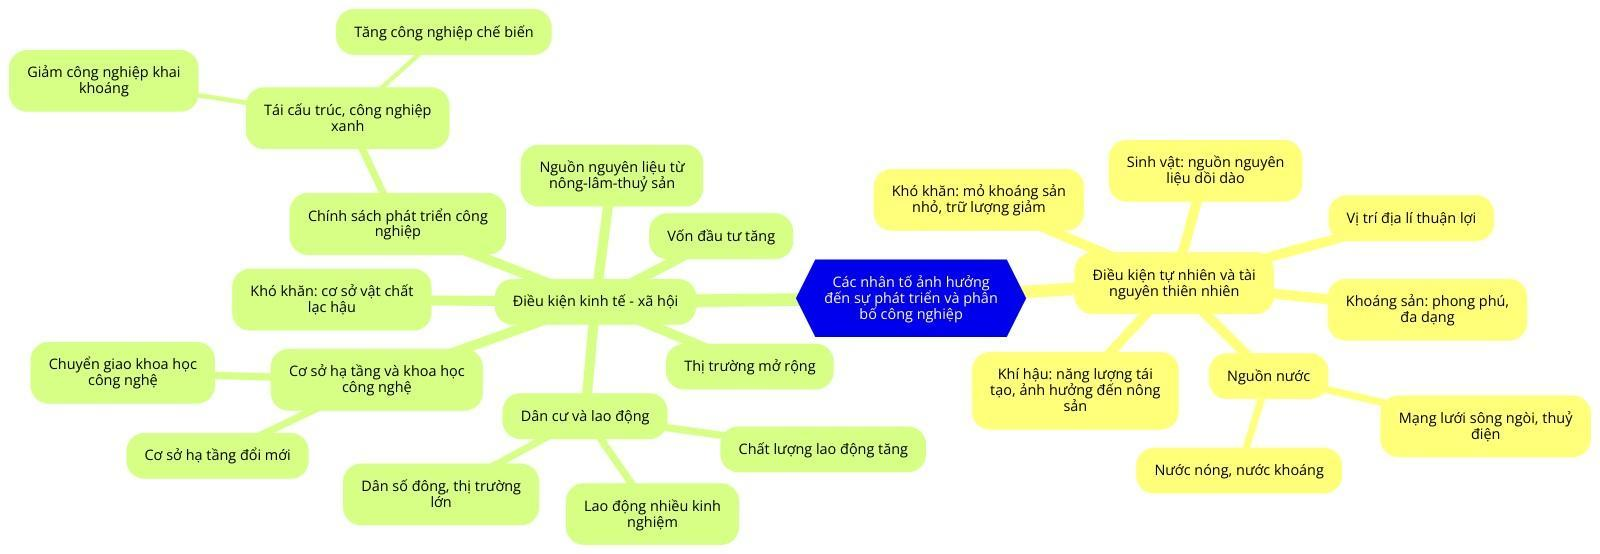 Các nhân tố ảnh hưởng
đến sự phát triển và phân
bố công nghiệp
Điều kiện tự nhiên và tài
nguyên thiên nhiên
Vị trí địa lí thuận lợi
Khoáng sản: phong phú,
đa dạng
Nguồn nước
Mạng lưới sông ngòi, thuỷ
điện
Nước nóng, nước khoáng
Khí hậu: năng lượng tái
tạo, ảnh hưởng đến nông
sản
Sinh vật: nguồn nguyên
liệu dồi dào
Khó khăn: mỏ khoáng sản
nhỏ, trữ lượng giảm
Điều kiện kinh tế - xã hội
Dân cư và lao động
Dân số đông, thị trường
lớn
Lao động nhiều kinh
nghiệm
Chất lượng lao động tăng
Cơ sở hạ tầng và khoa học
công nghệ
Chuyển giao khoa học
công nghệ
Cơ sở hạ tầng đổi mới
Chính sách phát triển công
nghiệp
Tái cấu trúc, công nghiệp
xanh
Giảm công nghiệp khai
khoáng
Tăng công nghiệp chế biến
Nguồn nguyên liệu từ
nông-lâm-thuỷ sản
Vốn đầu tư tăng
Thị trường mở rộng
Khó khăn: cơ sở vật chất
lạc hậu